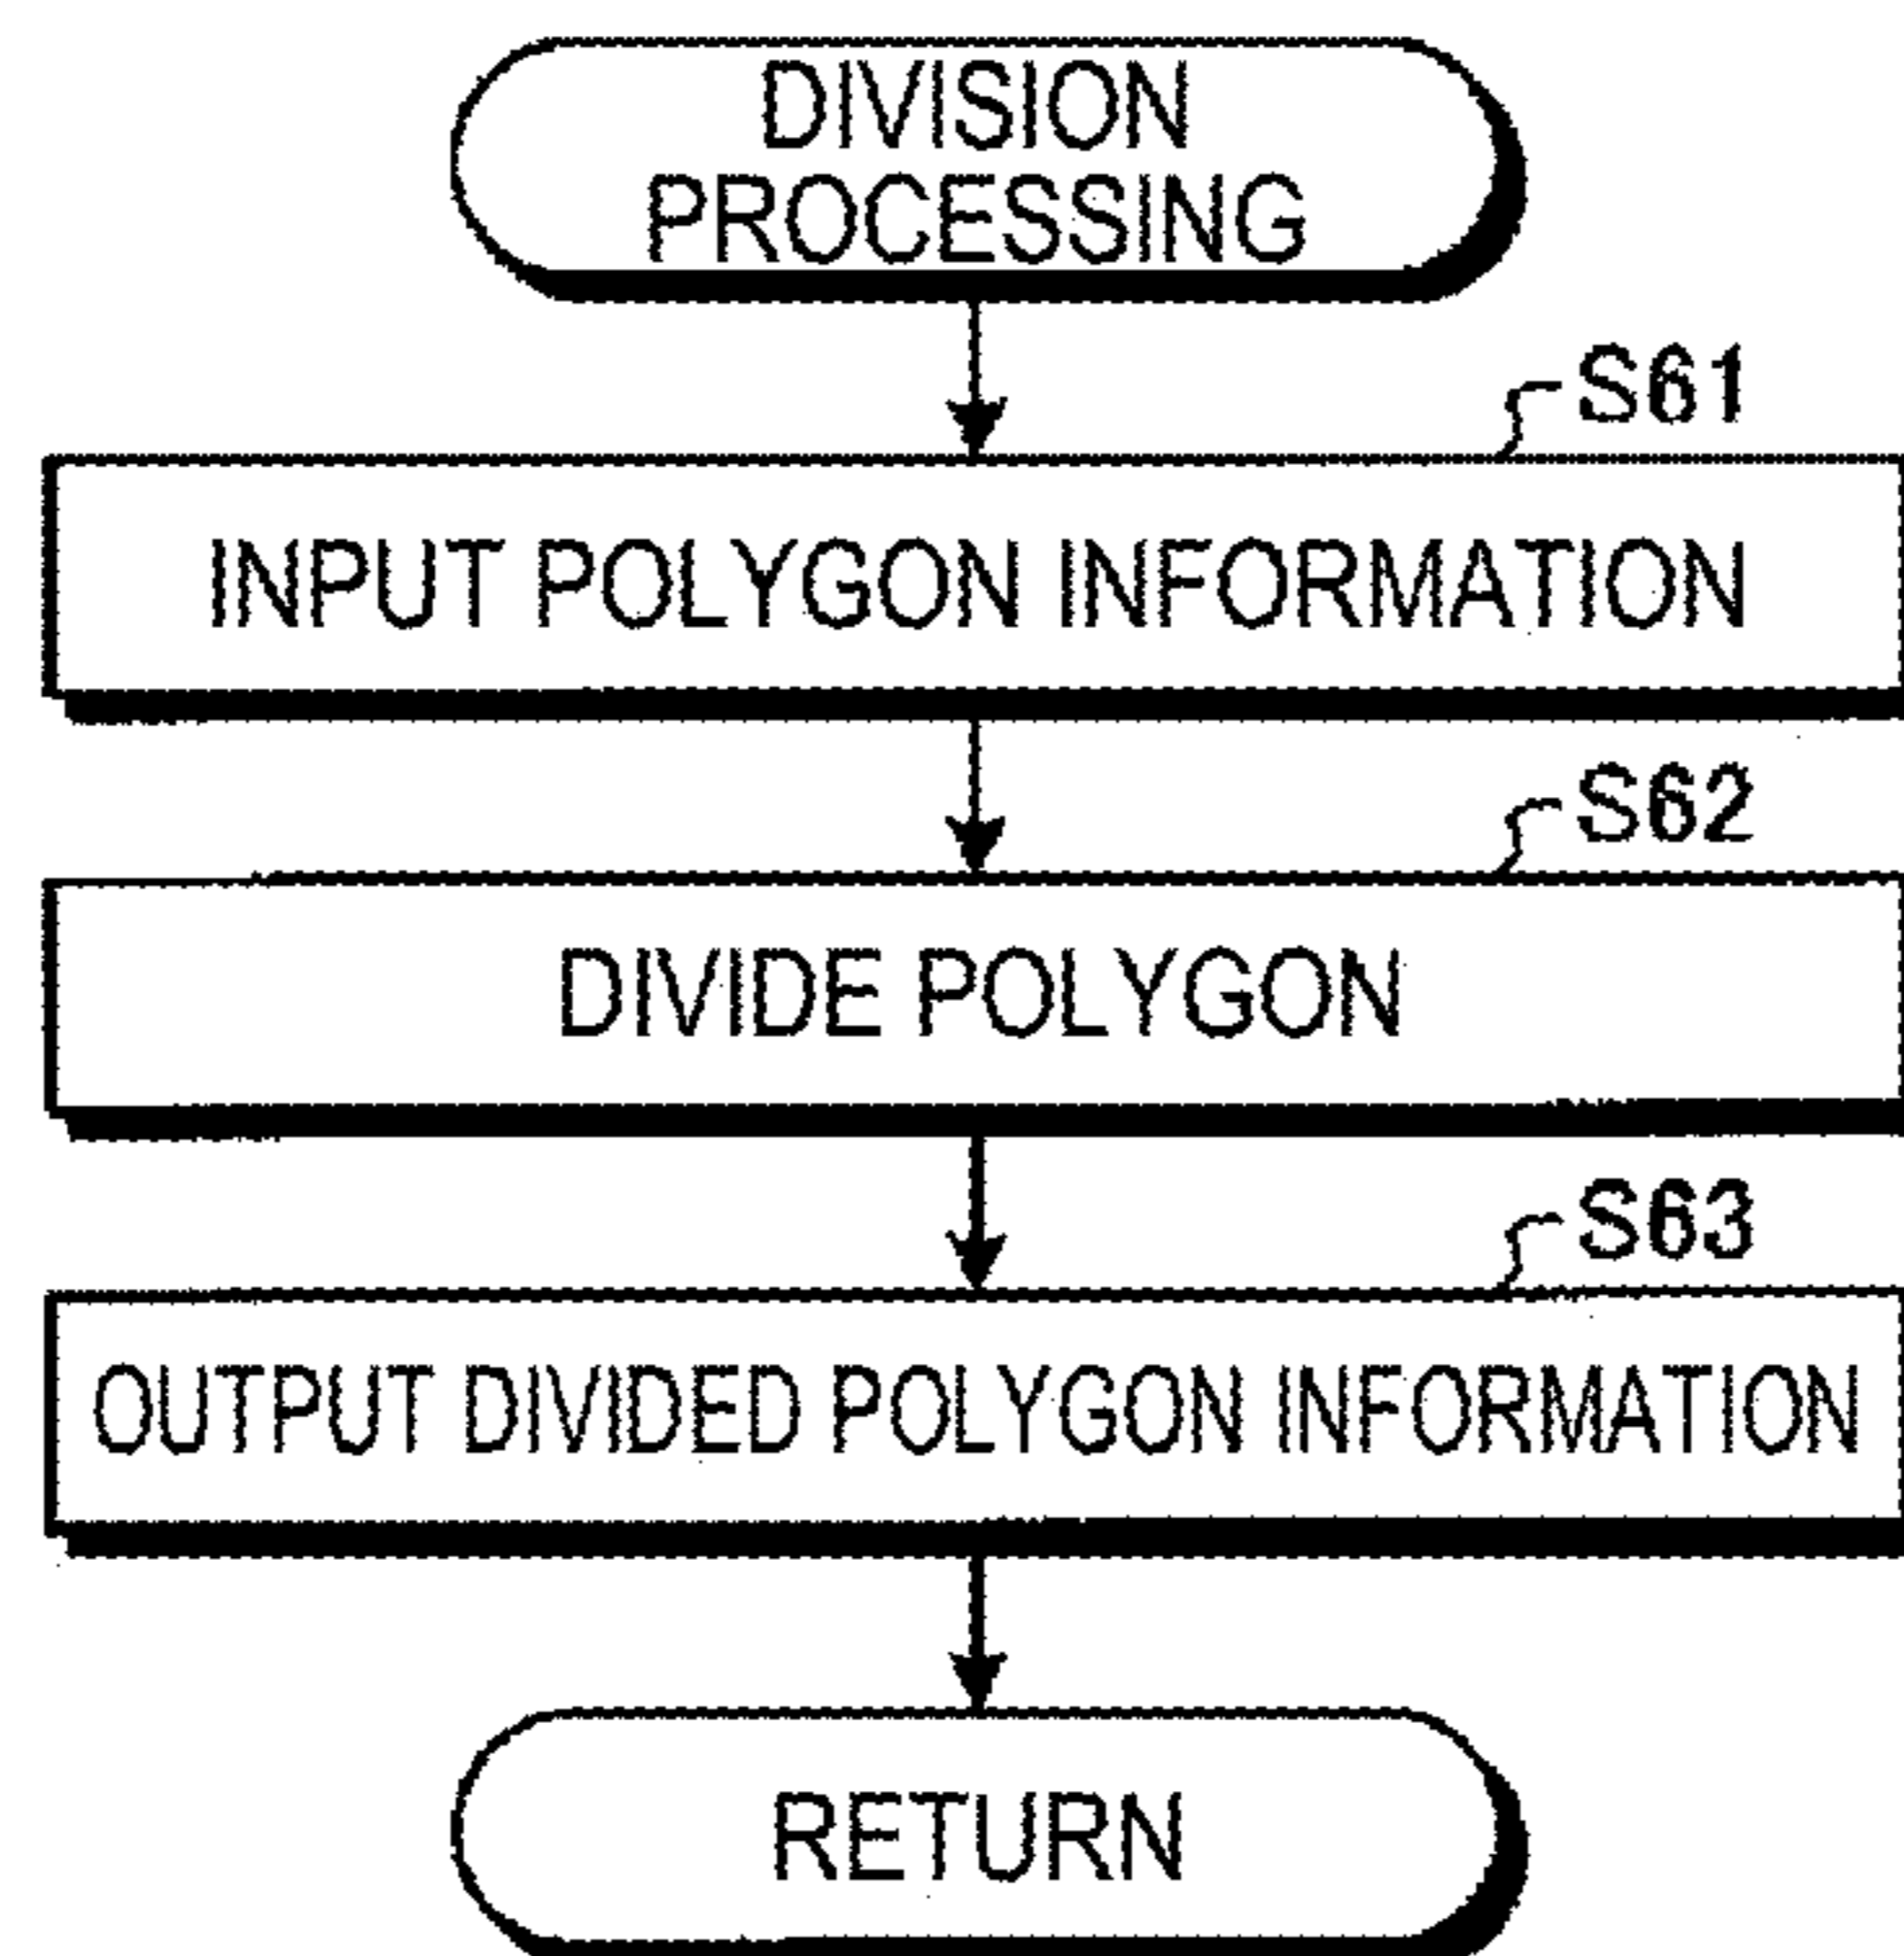 DIVISION
PROCESSING
S61
INPUT POLYGON INFORMATION
S62
DIVIDE POLYGON
S63
OUTPUT DIVIDED POLYGON INFORMATION
RETURN